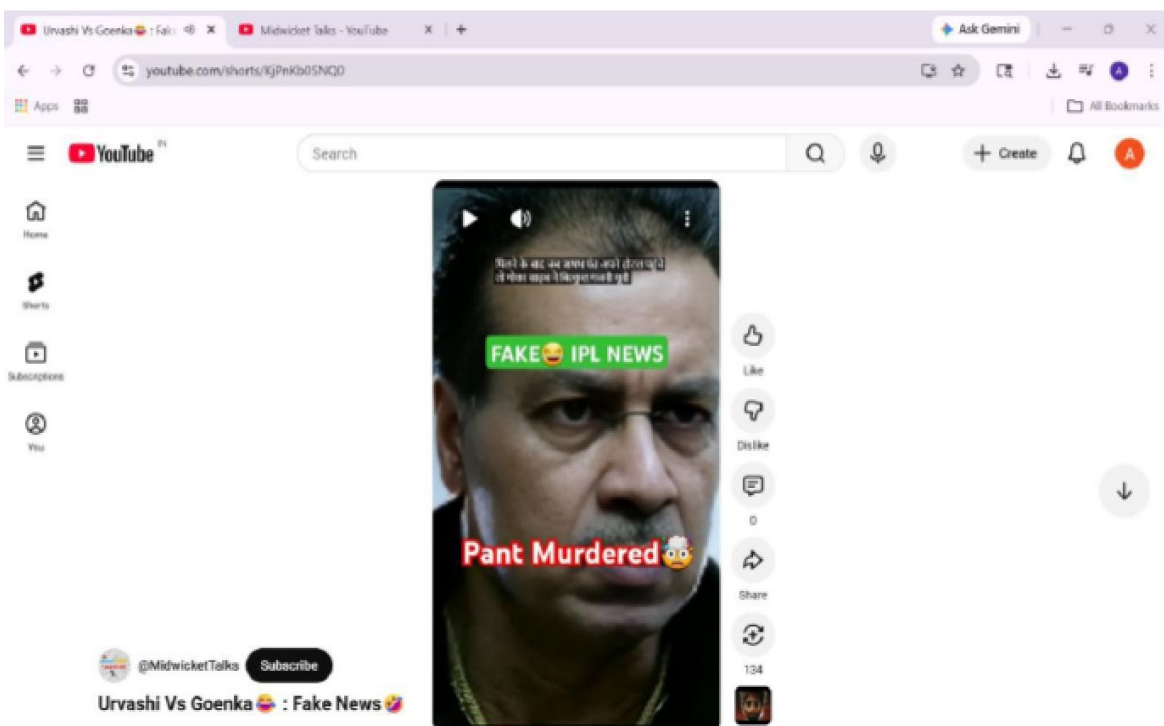 Urvashi Vs Goenka😂 : Fak
Midwicket Talks - YouTube
Ask Gemini
youtube.com/shorts/KjPnKb05NQ0
A
Apps
All Bookmarks
YouTube IN
Search
Create
A
Home
Shorts
Subscriptions
You
के बाद जब
तो
FAKE😂 IPL NEWS
Pant Murdered🤯
Like
Dislike
0
Share
134
@MidwicketTalks
Subscribe
Urvashi Vs Goenka😂 : Fake News🤣